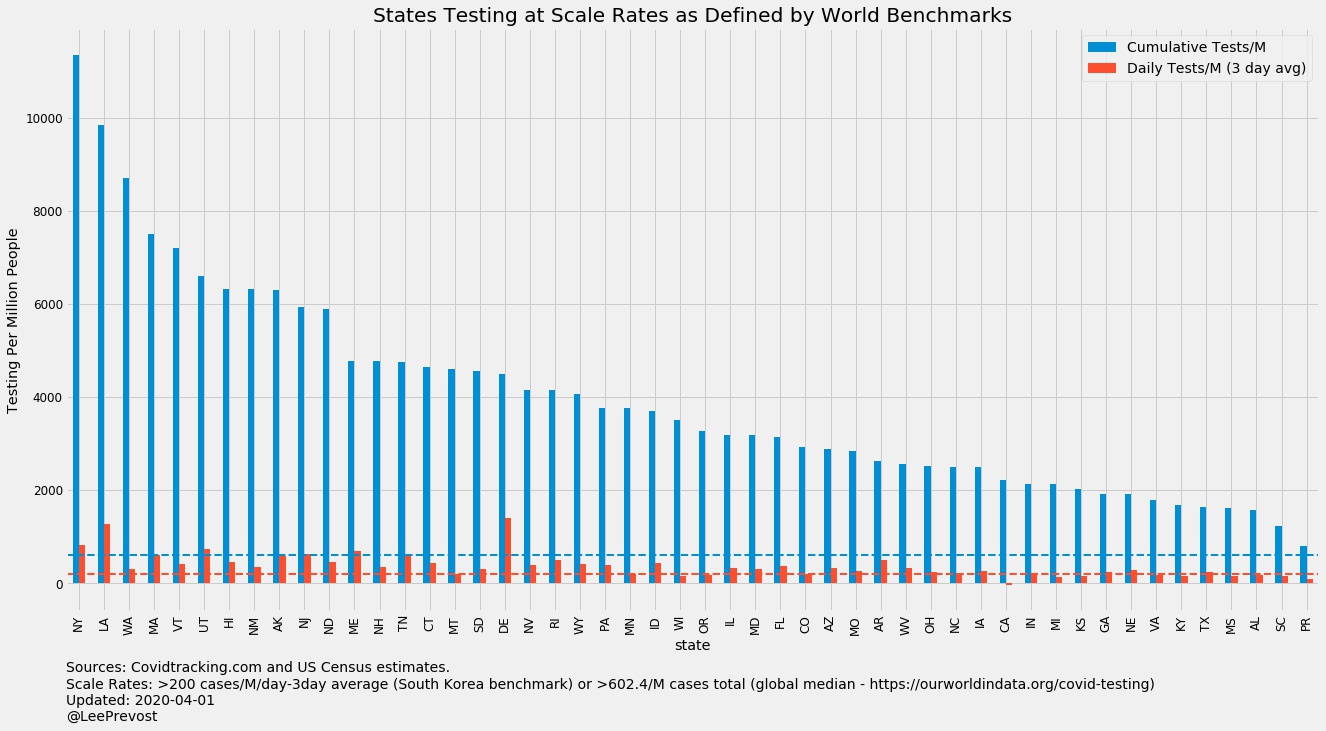 States Testing at Scale Rates as Defined by World Benchmarks
Cumulative Tests/M
Daily Tests/M (3 day avg)
Testing Per Million People
10000
8000
6000
4000
2000
0
NY LA WA MA VT UT HI NM AK NJ ND ME NH TN CT MT SD DE NV RI WY PA MN ID WI OR IL MD FL CO AZ MO AR WV OH NC IA CA IN MI KS GA NE VA KY TX MS AL SC PR
state
Sources: Covidtracking.com and US Census estimates.
Scale Rates: >200 cases/M/day-3day average (South Korea benchmark) or >602.4/M cases total (global median - https://ourworldindata.org/covid-testing)
Updated: 2020-04-01
@LeePrevost